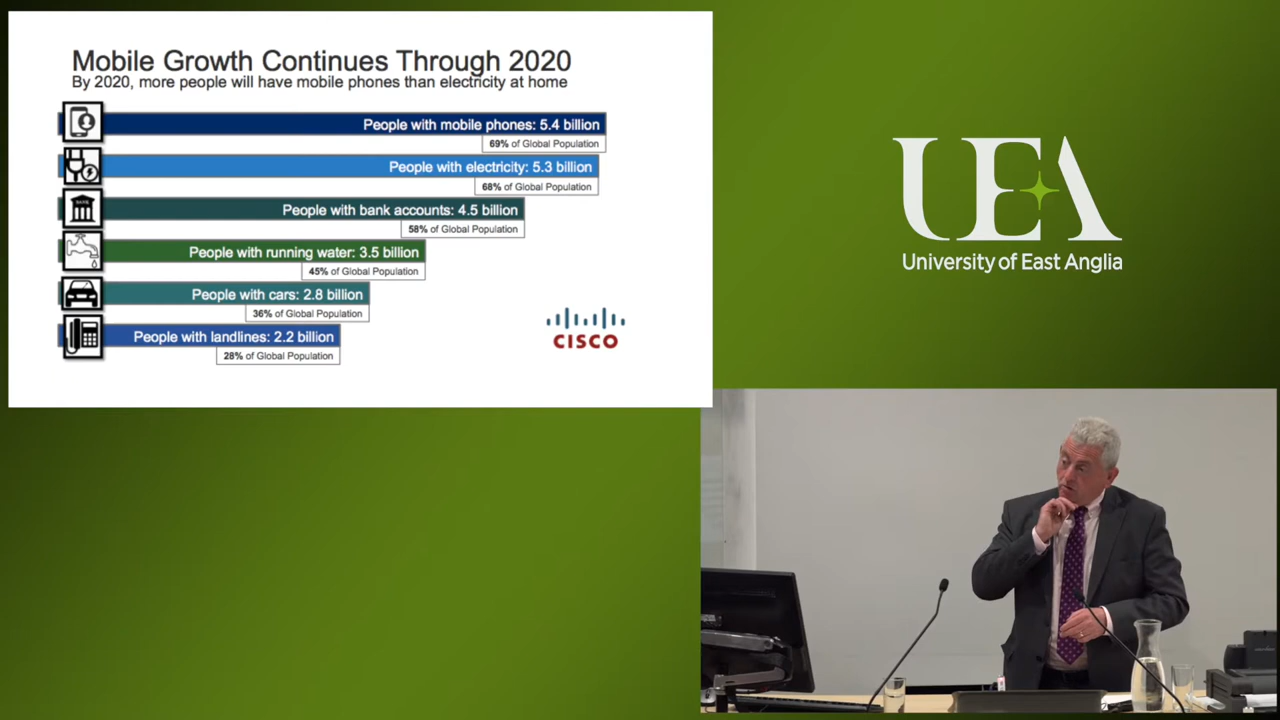 Mobile Growth Continues Through 2020
By 2020, more people will have mobile phones than electricity at home
People with mobile phones: 5.4 billion
69% of Global Population
People with electricity: 5.3 billion
68% of Global Population
BANK
People with bank accounts: 4.5 billion
58% of Global Population
People with running water: 3.5 billion
45% of Global Population
People with cars: 2.8 billion
36% of Global Population
People with landlines: 2.2 billion
28% of Global Population
CISCO
UEA
University of East Anglia